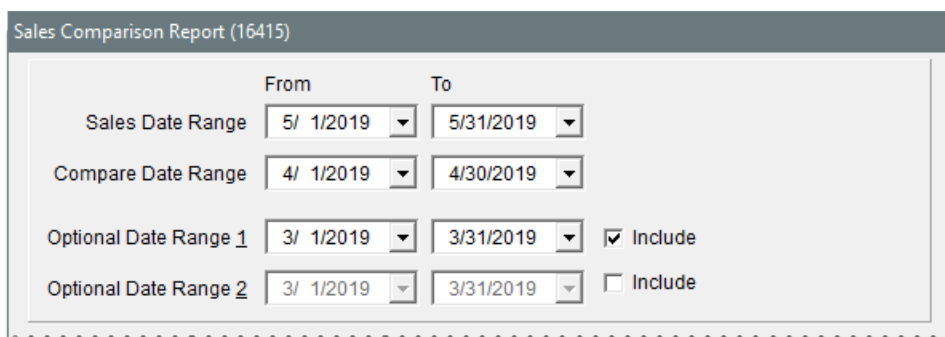 Sales Comparison Report (16415)
From To
Sales Date Range 5/ 1/2019 5/31/2019
Compare Date Range 4/ 1/2019 4/30/2019
Optional Date Range 1 3/ 1/2019 3/31/2019 Include
Optional Date Range 2 3/ 1/2019 3/31/2019 Include